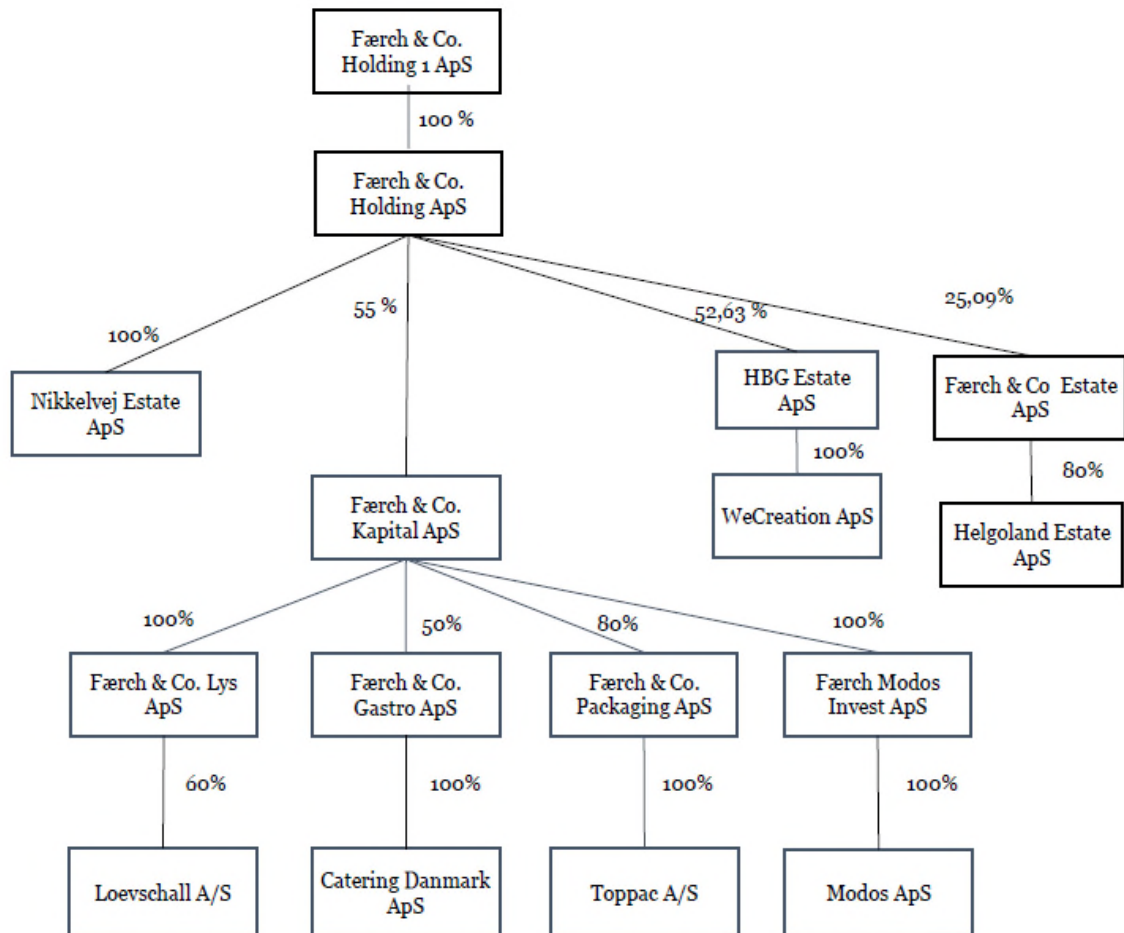 Færch & Co.
Holding 1 ApS
100 %
Færch & Co.
Holding ApS
100%
55 %
52,63 %
25,09%
Nikkelvej Estate
ApS
HBG Estate
ApS
Færch & Co  Estate
ApS
100%
80%
Færch & Co.
Kapital ApS
WeCreation ApS
Helgoland Estate
ApS
100%
50%
80%
100%
Færch & Co. Lys
ApS
Færch & Co.
Gastro ApS
Færch & Co.
Packaging ApS
Færch Modos
Invest ApS
60%
100%
100%
100%
Loevschall A/S
Catering Danmark
ApS
Toppac A/S
Modos ApS